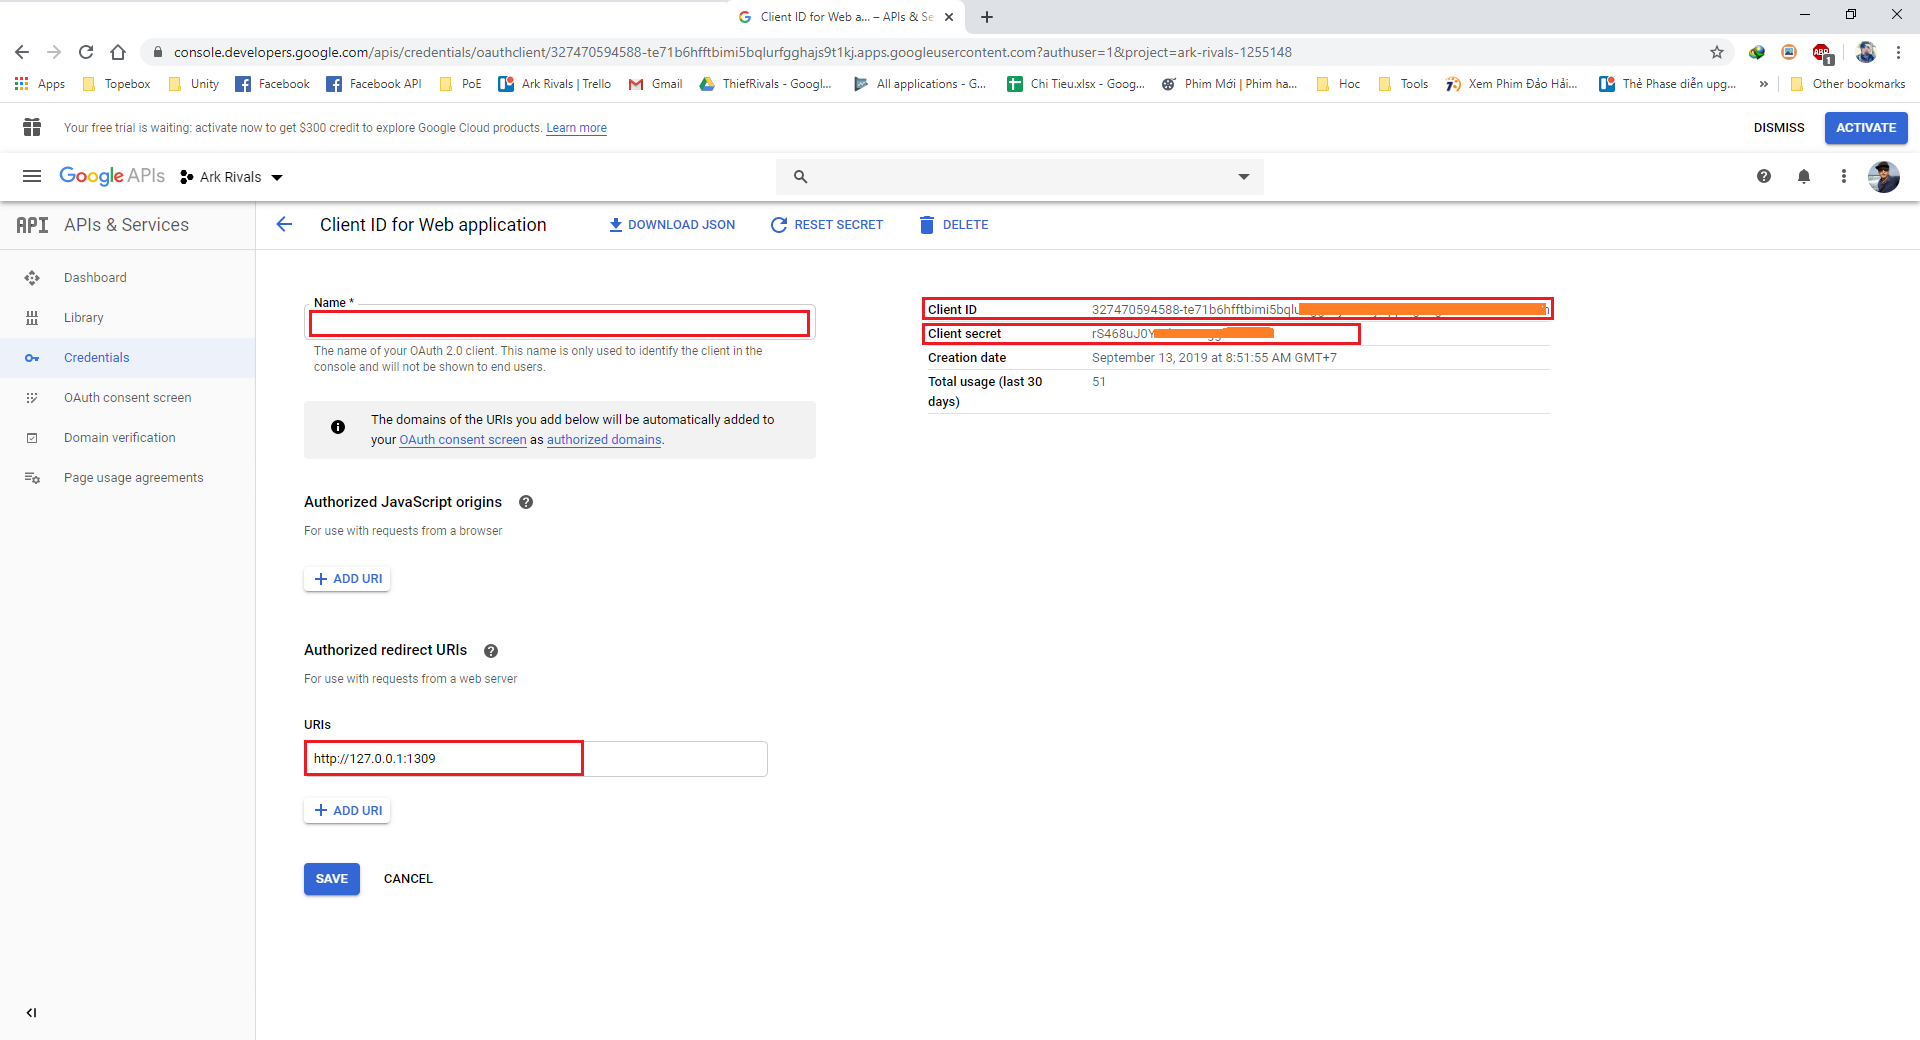 Client ID for Web a... – APIs & Se
console.developers.google.com/apis/credentials/oauthclient/327470594588-te71b6hfftbimi5bqlurfgghajs9t1kj.apps.googleusercontent.com?authuser=1&project=ark-rivals-1255148
Apps Topebox Unity Facebook Facebook API PoE Ark Rivals | Trello Gmail ThiefRivals - Googl... All applications - G... Chi Tieu.xlsx - Goog... Phim Mới | Phim ha... Hoc Tools Xem Phim Đảo Hải... Thẻ Phase diễn upg... » Other bookmarks
Your free trial is waiting: activate now to get $300 credit to explore Google Cloud products. Learn more DISMISS ACTIVATE
Google APIs Ark Rivals
API APIs & Services
Client ID for Web application DOWNLOAD JSON RESET SECRET DELETE
Dashboard
Library
Credentials
OAuth consent screen
Domain verification
Page usage agreements
Name *
The name of your OAuth 2.0 client. This name is only used to identify the client in the
console and will not be shown to end users.
The domains of the URIs you add below will be automatically added to
your OAuth consent screen as authorized domains.
Authorized JavaScript origins
For use with requests from a browser
ADD URI
Authorized redirect URIs
For use with requests from a web server
URIs
http://127.0.0.1:1309
ADD URI
SAVE CANCEL
Client ID 327470594588-te71b6hfftbimi5bqlu
Client secret rS468uJ0Y
Creation date September 13, 2019 at 8:51:55 AM GMT+7
Total usage (last 30 51
days)